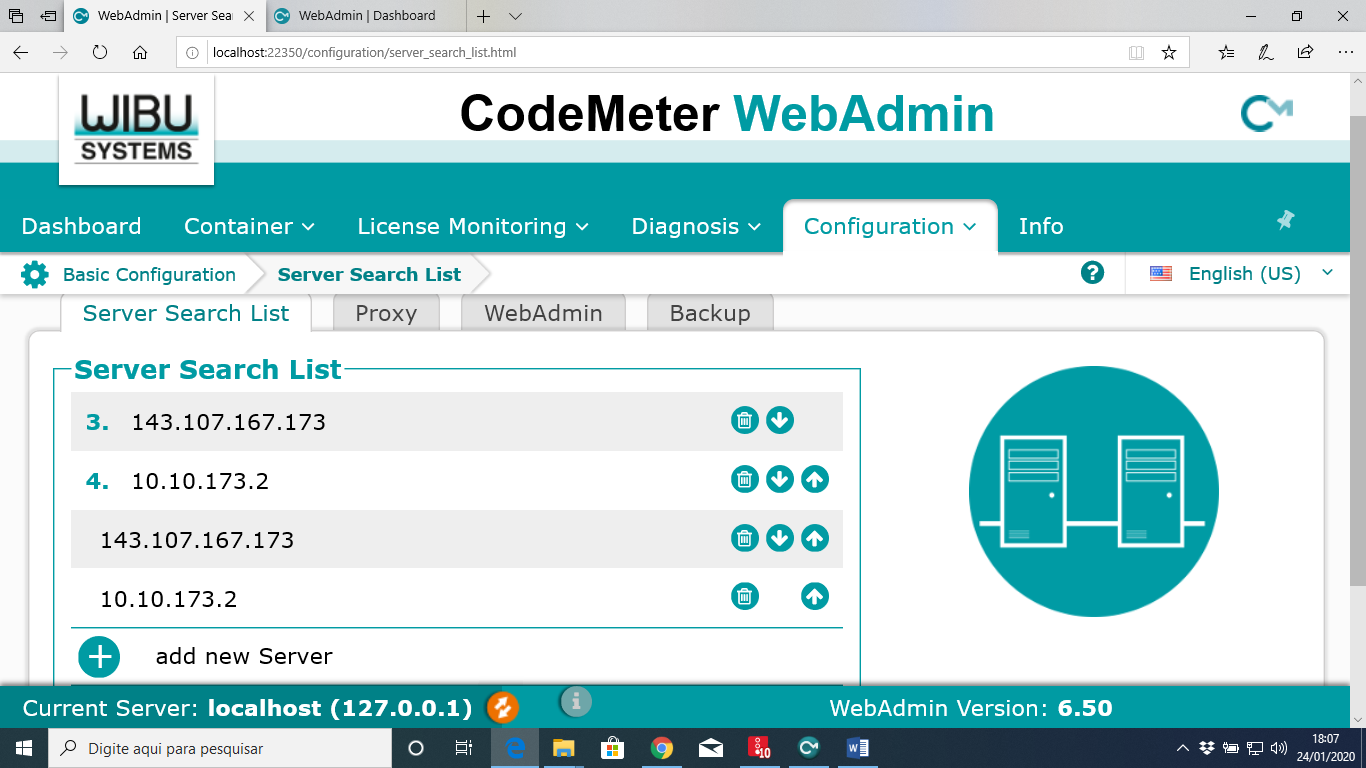 WebAdmin | Server Sear
WebAdmin | Dashboard
localhost:22350/configuration/server_search_list.html
WIBU
SYSTEMS
CodeMeter WebAdmin
Dashboard Container License Monitoring Diagnosis Configuration Info
Basic Configuration Server Search List English (US)
Server Search List Proxy WebAdmin Backup
Server Search List
3. 143.107.167.173
4. 10.10.173.2
143.107.167.173
10.10.173.2
add new Server
Current Server: localhost (127.0.0.1) WebAdmin Version: 6.50
Digite aqui para pesquisar
10
18:07
24/01/2020